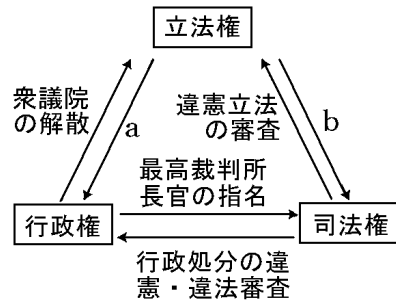 立法権
衆議院
の解散
a
違憲立法
の審査
b
最高裁判所
長官の指名
行政権
司法権
行政処分の違
憲・違法審査